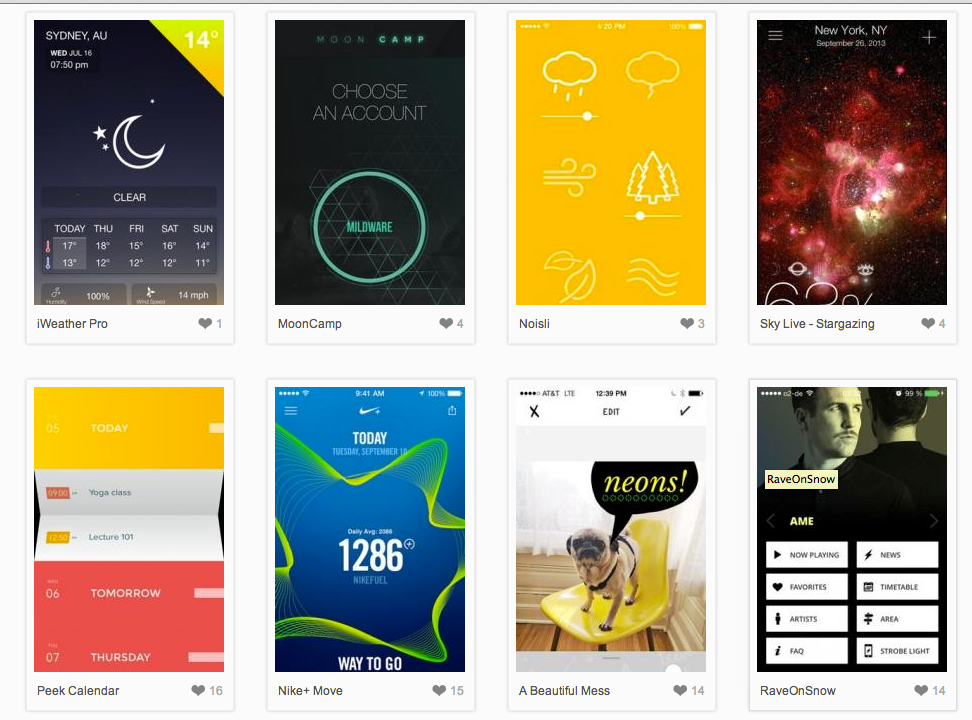 SYDNEY, AU
14°
WED JUL 16
07:50 pm
CLEAR
TODAY THU FRI SAT SUN
17° 18° 15° 16° 14°
13° 12° 12° 12° 11°
Humidity 100% Wind Speed 14 mph
iWeather Pro
1
MOON CAMP
CHOOSE
AN ACCOUNT
MILDWARE
MoonCamp
4
4:20 PM 100%
Noisli
3
New York, NY
September 26, 2013
Sky Live - Stargazing
4
05 TODAY
09:00 Yoga class
12:50 Lecture 101
WED
06 TOMORROW
THU
07 THURSDAY
Peek Calendar
16
9:41 AM 100%
TODAY
TUESDAY, SEPTEMBER 10
Daily Avg: 2086
1286
NIKEFUEL
WAY TO GO
Nike+ Move
15
AT&T LTE 12:39 PM
X EDIT
neons!
A Beautiful Mess
14
o2-de 99 %
RaveOnSnow
AME
NOW PLAYING NEWS
FAVORITES TIMETABLE
ARTISTS AREA
FAQ STROBE LIGHT
RaveOnSnow
14